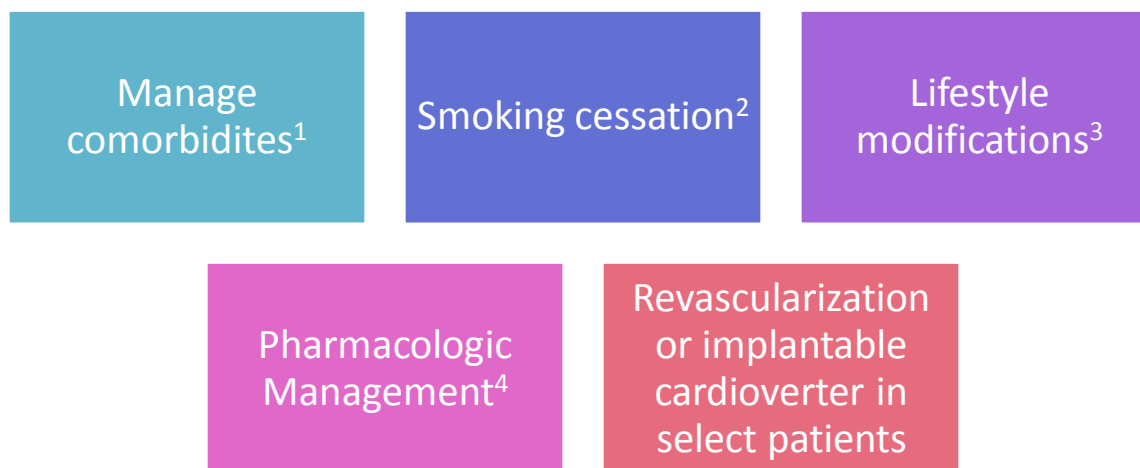 Manage
comorbidites¹
Smoking cessation²
Lifestyle
modifications³
Pharmacologic
Management⁴
Revascularization
or implantable
cardioverter in
select patients